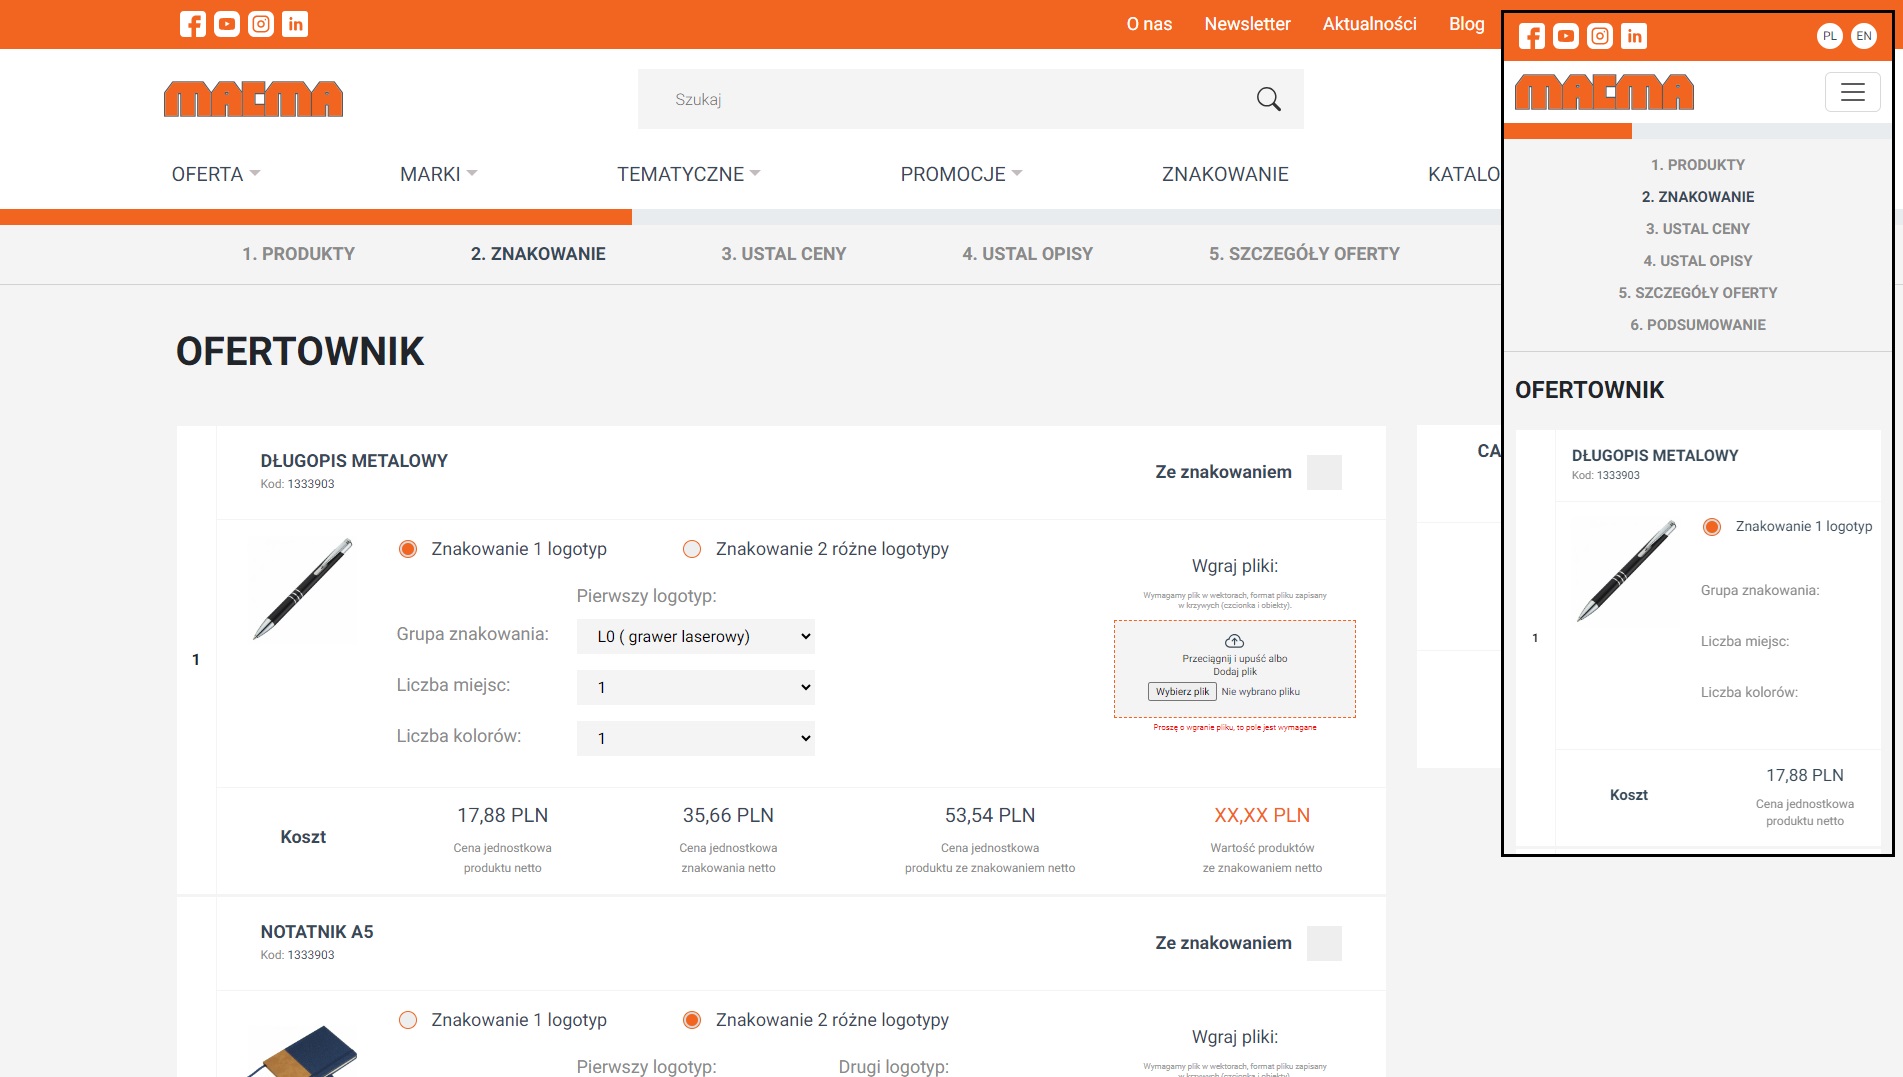 O nas Newsletter Aktualności Blog
MACMA
Szukaj
OFERTA MARKI TEMATYCZNE PROMOCJE ZNAKOWANIE KATALO
1. PRODUKTY 2. ZNAKOWANIE 3. USTAL CENY 4. USTAL OPISY 5. SZCZEGÓŁY OFERTY
OFERTOWNIK
DŁUGOPIS METALOWY
Kod: 1333903
Ze znakowaniem
CA
1
Znakowanie 1 logotyp Znakowanie 2 różne logotypy
Pierwszy logotyp:
Grupa znakowania: L0 ( grawer laserowy)
Liczba miejsc: 1
Liczba kolorów: 1
Wgraj pliki:
Wymagamy plik w wektorach, format pliku zapisany
w krzywych (czcionka i obiekty).
Przeciągnij i upuść albo
Dodaj plik
Wybierz plik Nie wybrano pliku
Proszę o wgranie pliku, to pole jest wymagane
Koszt
17,88 PLN
Cena jednostkowa
produktu netto
35,66 PLN
Cena jednostkowa
znakowania netto
53,54 PLN
Cena jednostkowa
produktu ze znakowaniem netto
XX,XX PLN
Wartość produktów
ze znakowaniem netto
NOTATNIK A5
Kod: 1333903
Ze znakowaniem
Znakowanie 1 logotyp Znakowanie 2 różne logotypy
Pierwszy logotyp: Drugi logotyp:
Wgraj pliki:
Wymagamy plik w wektorach, format pliku zapisany
w krzywych (czcionka i obiekty).
PL EN
MACMA
1. PRODUKTY
2. ZNAKOWANIE
3. USTAL CENY
4. USTAL OPISY
5. SZCZEGÓŁY OFERTY
6. PODSUMOWANIE
OFERTOWNIK
DŁUGOPIS METALOWY
Kod: 1333903
1
Znakowanie 1 logotyp
Grupa znakowania:
Liczba miejsc:
Liczba kolorów:
Koszt
17,88 PLN
Cena jednostkowa
produktu netto